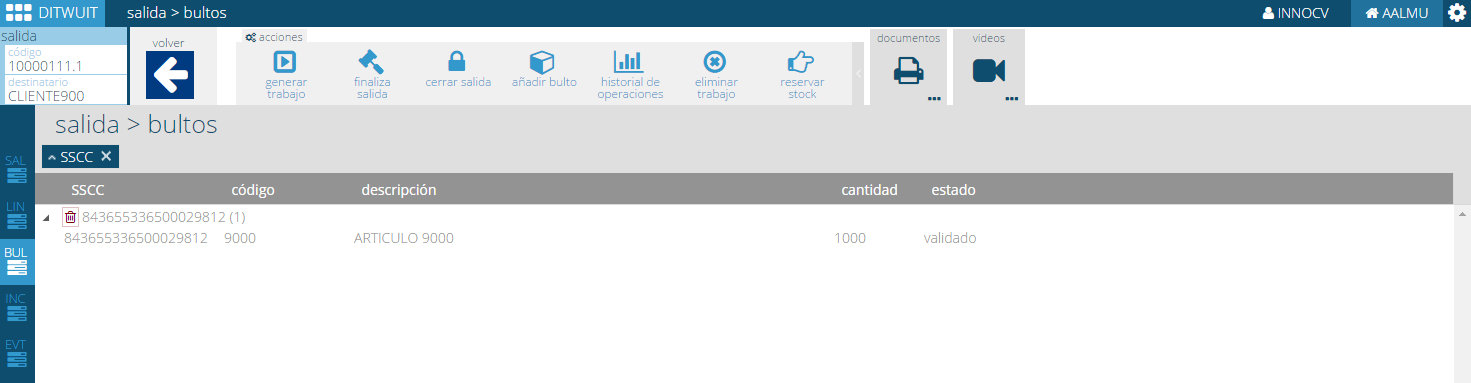 DITWUIT salida > bultos INNOCV AALMU
salida
código
10000111.1
destinatario
CLIENTE900
volver
acciones
generar trabajo
finaliza salida
cerrar salida
añadir bulto
historial de operaciones
eliminar trabajo
reservar stock
documentos
videos
salida > bultos
SSCC
SAL
LIN
BUL
INC
EVT
SSCC código descripción cantidad estado
843655336500029812 (1)
843655336500029812 9000 ARTICULO 9000 1000 validado